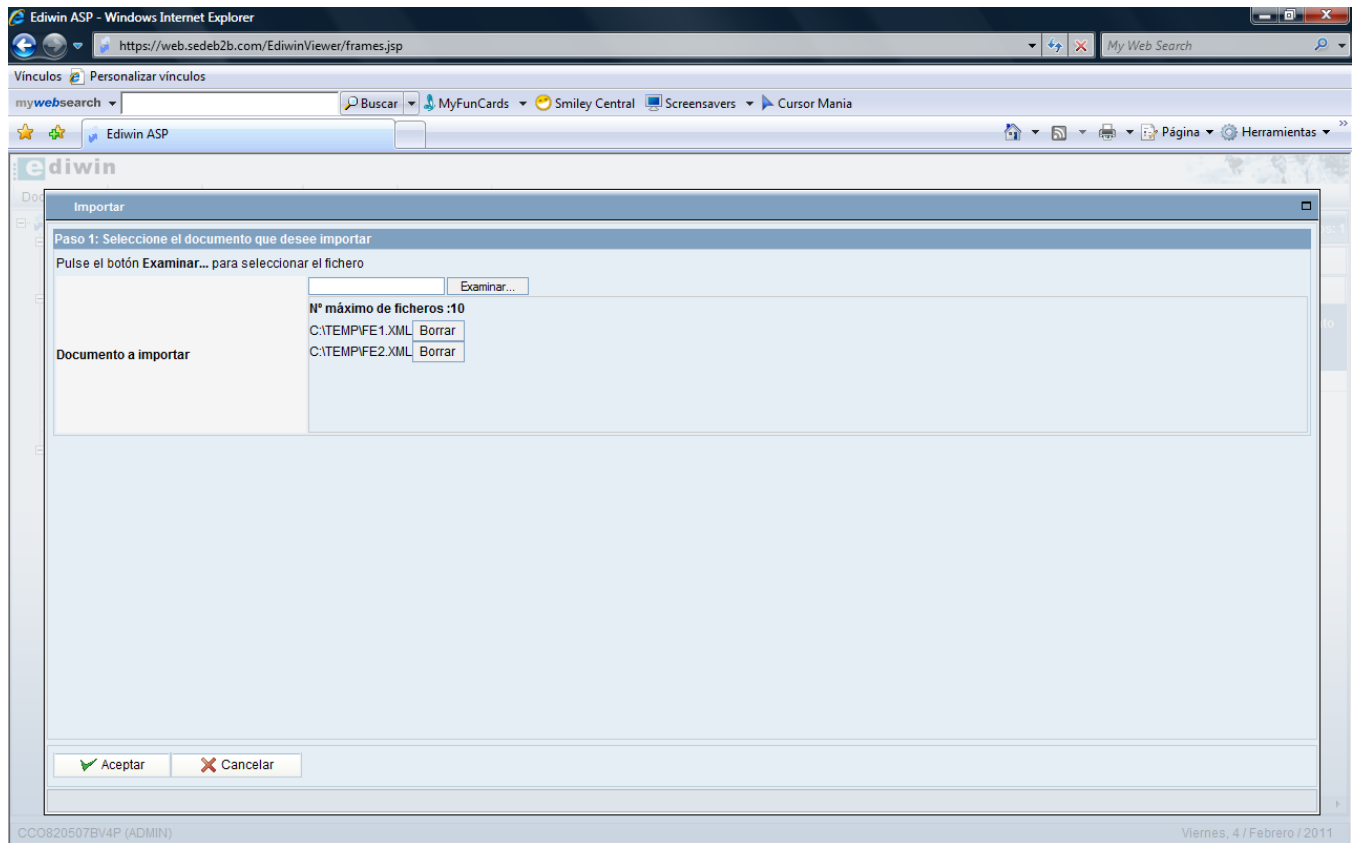 Ediwin ASP - Windows Internet Explorer
https://web.sedeb2b.com/EdiwinViewer/frames.jsp
My Web Search
Vínculos Personalizar vínculos
mywebsearch Buscar MyFunCards Smiley Central Screensavers Cursor Mania
Ediwin ASP Página Herramientas
ediwin
Doc
Importar
Paso 1: Seleccione el documento que desee importar
Pulse el botón Examinar... para seleccionar el fichero
Examinar...
Nº máximo de ficheros :10
C:\TEMP\FE1.XML Borrar
Documento a importar
C:\TEMP\FE2.XML Borrar
Aceptar Cancelar
CCO820507BV4P (ADMIN) Viernes, 4 / Febrero / 2011